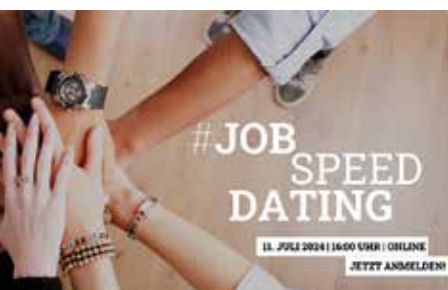 #JOB
SPEED
DATING
11. JULI 2024 | 16:00 UHR | ONLINE
JETZT ANMELDEN!